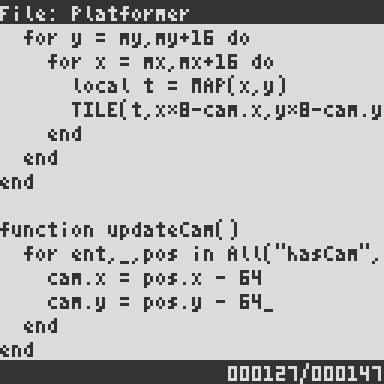 File: Platformer
for y = my,my+16 do
for x = mx,mx+16 do
local t = MAP(x,y)
TILE(t,x×8-cam.x,y×8-cam.y
end
end
end
function updateCam()
for ent,_,pos in All("hasCam",
cam.x = pos.x - 64
cam.y = pos.y - 64_
end
end
000127/000147